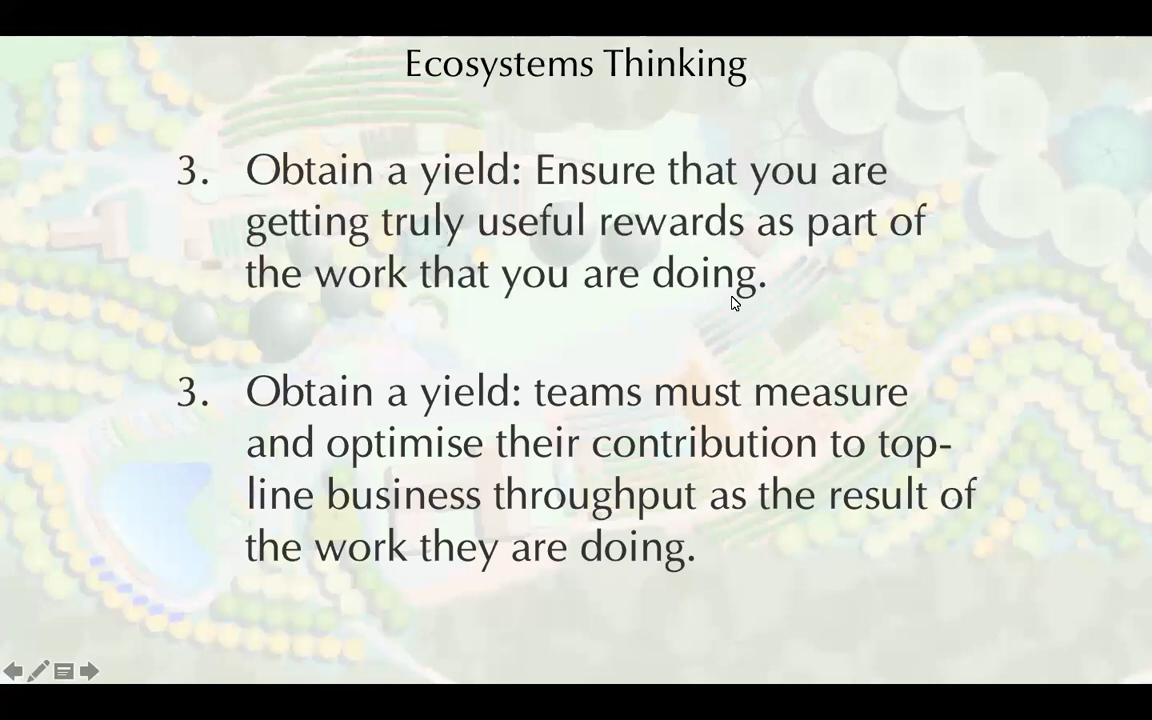 Ecosystems Thinking
3. Obtain a yield: Ensure that you are
getting truly useful rewards as part of
the work that you are doing.
3. Obtain a yield: teams must measure
and optimise their contribution to top-
line business throughput as the result of
the work they are doing.